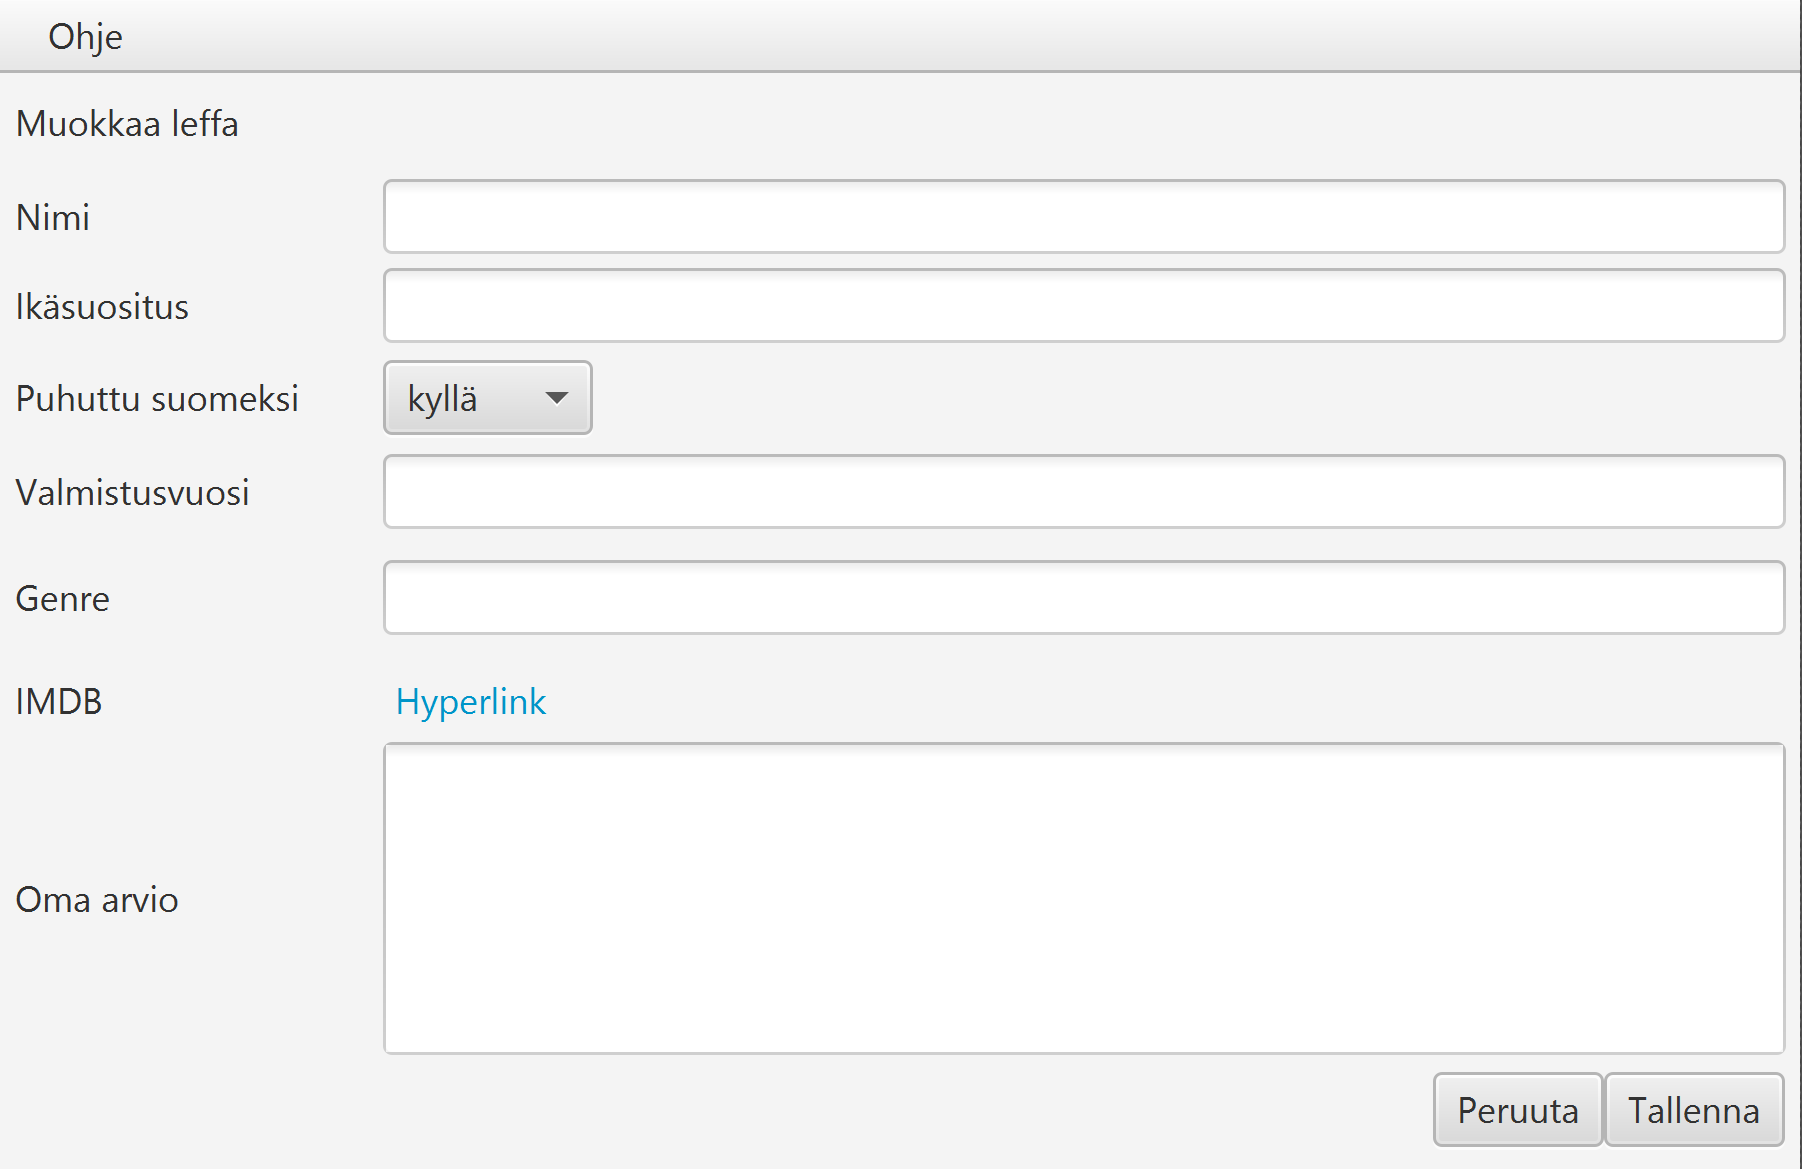 Ohje
Muokkaa leffa
Nimi
Ikäsuositus
Puhuttu suomeksi kyllä
Valmistusvuosi
Genre
IMDB Hyperlink
Oma arvio
Peruuta Tallenna